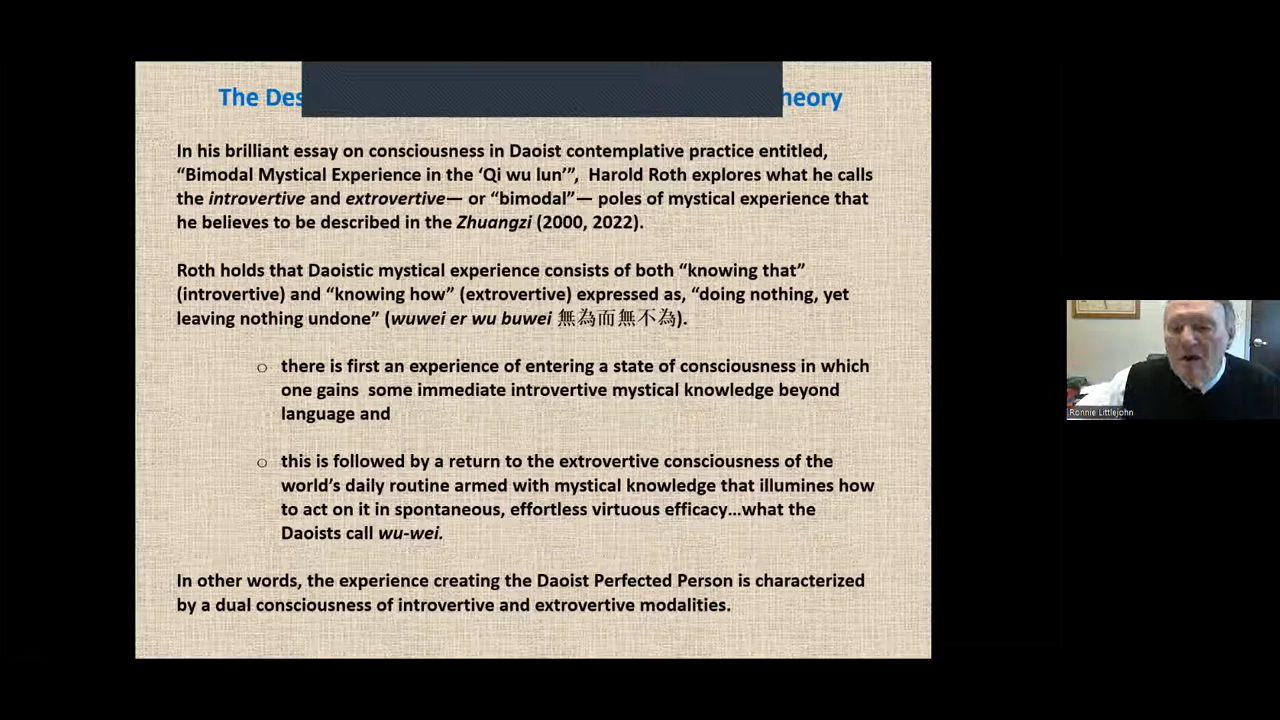 The Des heory
In his brilliant essay on consciousness in Daoist contemplative practice entitled,
“Bimodal Mystical Experience in the ‘Qi wu lun’”, Harold Roth explores what he calls
the introvertive and extrovertive— or “bimodal”— poles of mystical experience that
he believes to be described in the Zhuangzi (2000, 2022).
Roth holds that Daoistic mystical experience consists of both “knowing that”
(introvertive) and “knowing how” (extrovertive) expressed as, “doing nothing, yet
leaving nothing undone” (wuwei er wu buwei 無為而無不為).
○ there is first an experience of entering a state of consciousness in which
one gains some immediate introvertive mystical knowledge beyond
language and
○ this is followed by a return to the extrovertive consciousness of the
world’s daily routine armed with mystical knowledge that illumines how
to act on it in spontaneous, effortless virtuous efficacy…what the
Daoists call wu-wei.
In other words, the experience creating the Daoist Perfected Person is characterized
by a dual consciousness of introvertive and extrovertive modalities.
Ronnie Littlejohn